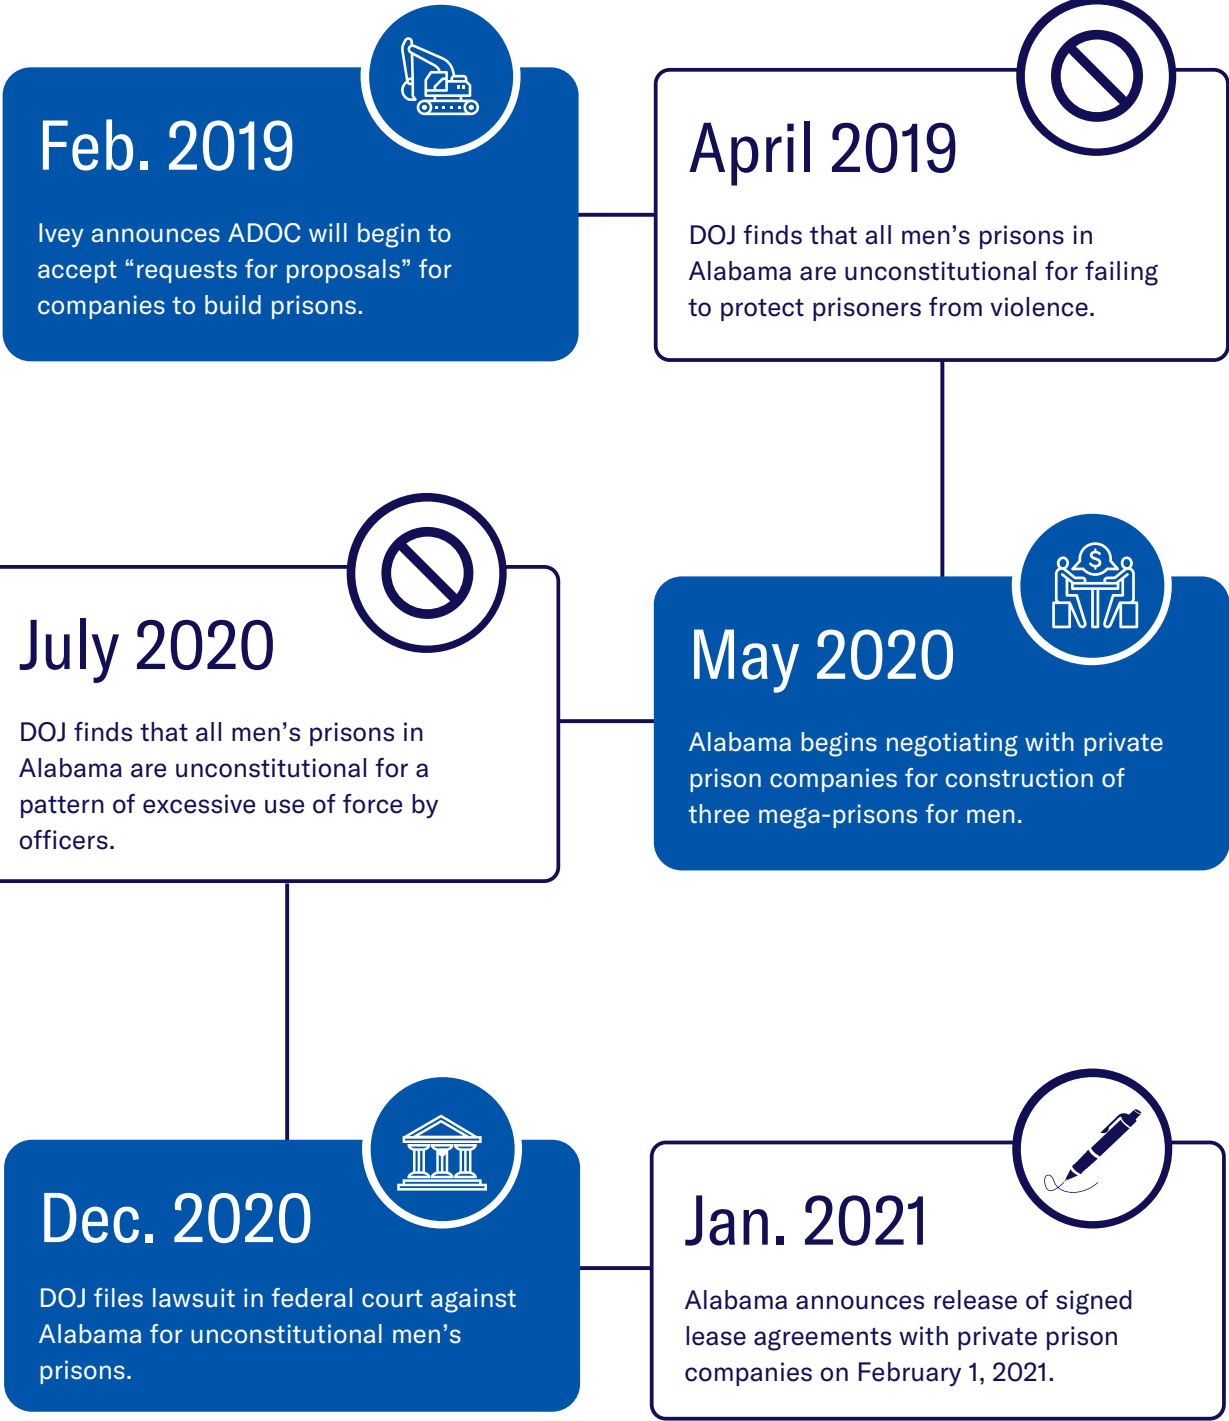 Feb. 2019
Ivey announces ADOC will begin to
accept “requests for proposals” for
companies to build prisons.
April 2019
DOJ finds that all men’s prisons in
Alabama are unconstitutional for failing
to protect prisoners from violence.
May 2020
Alabama begins negotiating with private
prison companies for construction of
three mega-prisons for men.
$
July 2020
DOJ finds that all men’s prisons in
Alabama are unconstitutional for a
pattern of excessive use of force by
officers.
Dec. 2020
DOJ files lawsuit in federal court against
Alabama for unconstitutional men’s
prisons.
Jan. 2021
Alabama announces release of signed
lease agreements with private prison
companies on February 1, 2021.